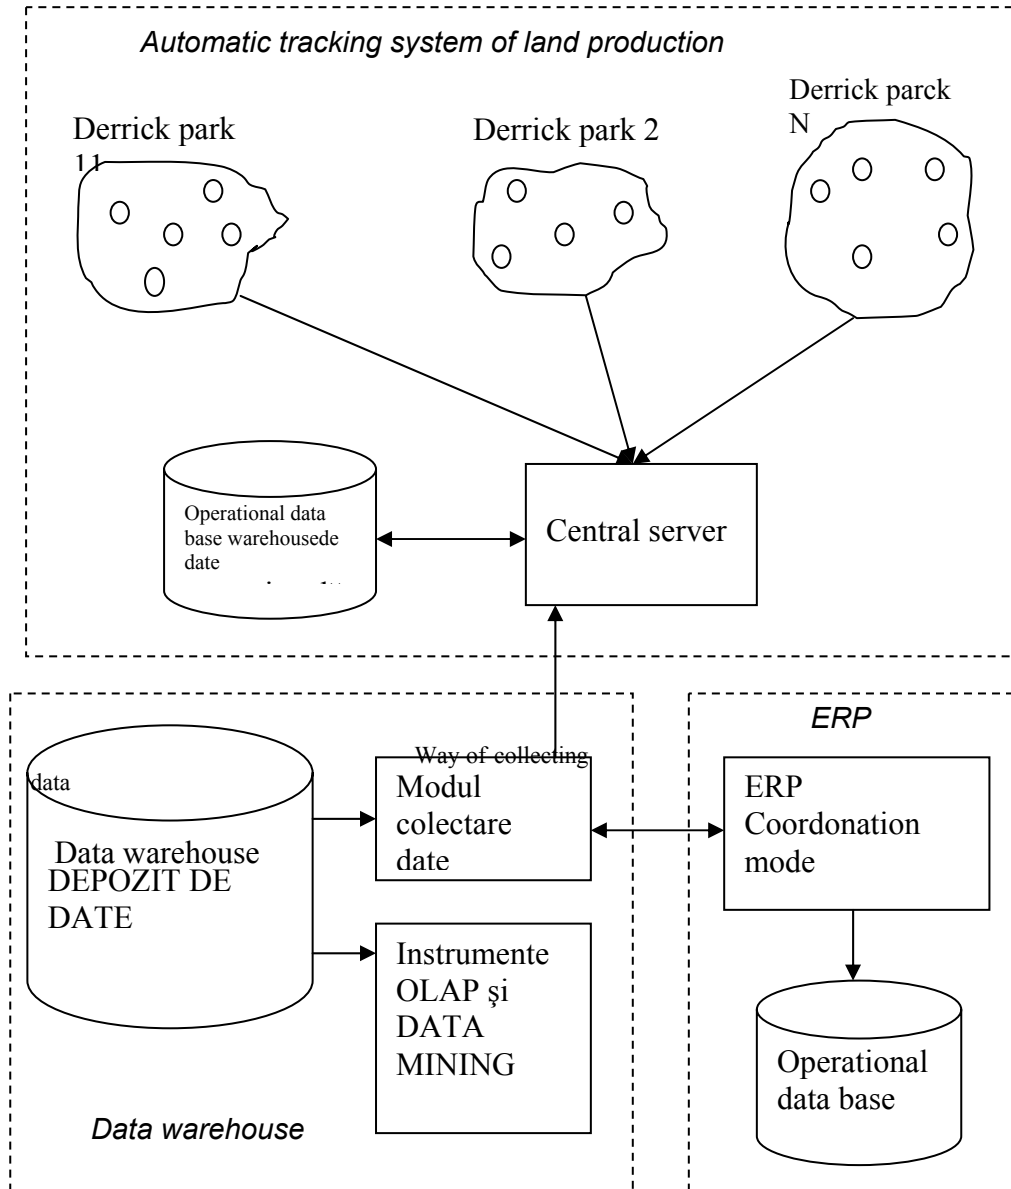 Automatic tracking system of land production
Derrick park
11
Derrick park 2
Derrick parck
N
Operational data
base warehousede
date
Central server
Way of collecting
data
Modul
colectare
date
Data warehouse
DEPOZIT DE
DATE
Instrumente
OLAP şi
DATA
MINING
Data warehouse
ERP
ERP
Coordonation
mode
Operational
data base